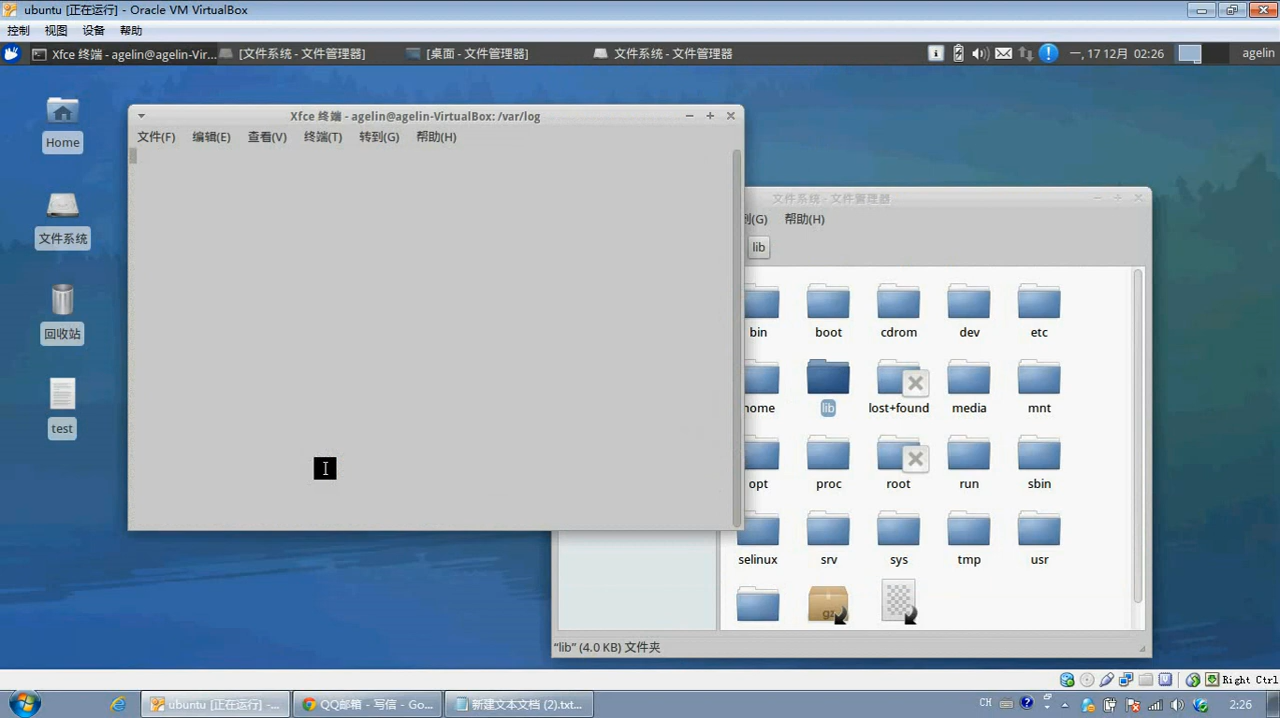 ubuntu [正在运行] - Oracle VM VirtualBox
控制 视图 设备 帮助
Xfce 终端 - agelin@agelin-Vir... [文件系统 - 文件管理器] [桌面 - 文件管理器] 文件系统 - 文件管理器 一, 17 12月 02:26 agelin
Xfce 终端 - agelin@agelin-VirtualBox: /var/log
文件(F) 编辑(E) 查看(V) 终端(T) 转到(G) 帮助(H)
Home
文件系统
回收站
test
文件系统 - 文件管理器
(G) 帮助(H)
lib
bin boot cdrom dev etc
home lib lost+found media mnt
opt proc root run sbin
selinux srv sys tmp usr
gz
“lib” (4.0 KB) 文件夹
Right Ctrl
ubuntu [正在运行] -... QQ邮箱 - 写信 - Go... 新建文本文档 (2).txt... CH 2:26